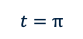 t = π